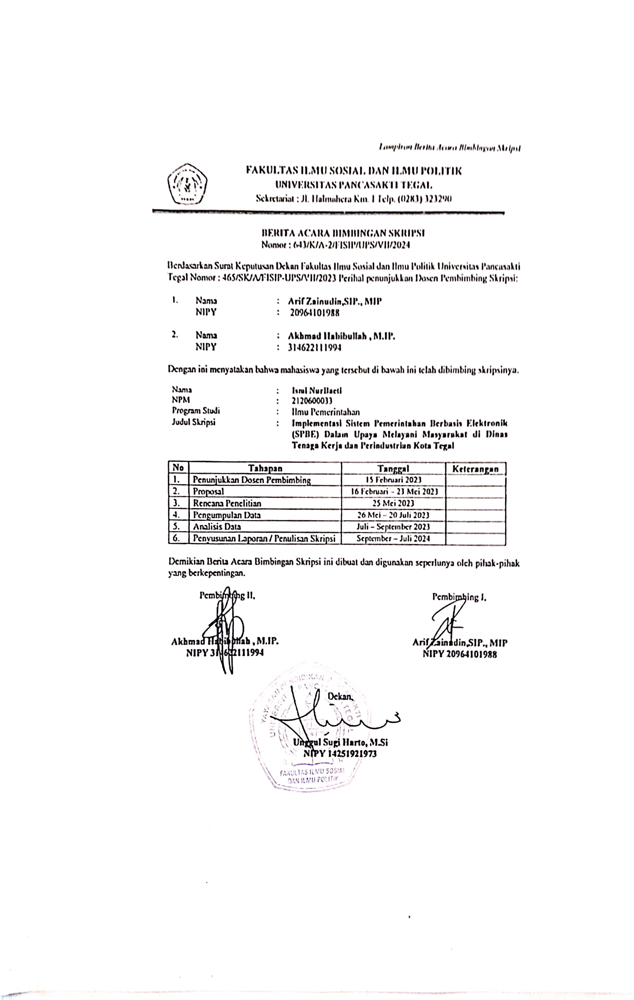 Lampiran Berita Acara Bimbingan Skripsi
FAKULTAS ILMU SOSIAL DAN ILMU POLITIK
UNIVERSITAS PANCASAKTI TEGAL
Sekretariat : Jl. Halmahera Km. 1 Telp. (0283) 323290
BERITA ACARA BIMBINGAN SKRIPSI
Nomor : 643/K/A-2/FISIP/UPS/VII/2024
Berdasarkan Surat Keputusan Dekan Fakultas Ilmu Sosial dan Ilmu Politik Universitas Pancasakti
Tegal Nomor : 465/SK/A/FISIP-UPS/VII/2023 Perihal penunjukkan Dosen Pembimbing Skripsi:
1. Nama : Arif Zainudin,SIP., MIP
NIPY : 20964101988
2. Nama : Akhmad Habibullah , M.IP.
NIPY : 314622111994
Dengan ini menyatakan bahwa mahasiswa yang tersebut di bawah ini telah dibimbing skripsinya.
Nama : Ismi NurBaeti
NPM : 2120600033
Program Studi : Ilmu Pemerintahan
Judul Skripsi : Implementasi Sistem Pemerintahan Berbasis Elektronik
(SPBE) Dalam Upaya Melayani Masyarakat di Dinas
Tenaga Kerja dan Perindustrian Kota Tegal
No Tahapan Tanggal Keterangan
1. Penunjukkan Dosen Pembimbing 15 Februari 2023
2. Proposal 16 Februari – 23 Mei 2023
3. Rencana Penelitian 25 Mei 2023
4. Pengumpulan Data 26 Mei – 20 Juli 2023
5. Analisis Data Juli – September 2023
6. Penyusunan Laporan / Penulisan Skripsi September – Juli 2024
Demikian Berita Acara Bimbingan Skripsi ini dibuat dan digunakan seperlunya oleh pihak-pihak
yang berkepentingan.
Pembimbing II. Pembimbing I.
Akhmad Habibullah , M.IP. Arif Zainudin,SIP., MIP
NIPY 314622111994 NIPY 20964101988
YAYASAN PENDIDIKAN PANCASAKTI
UNIVERSITAS PANCASAKTI TEGAL
Dekan,
Unggul Sugi Harto, M.Si
NIPY 14251921973
FAKULTAS ILMU SOSIAL
DAN ILMU POLITIK